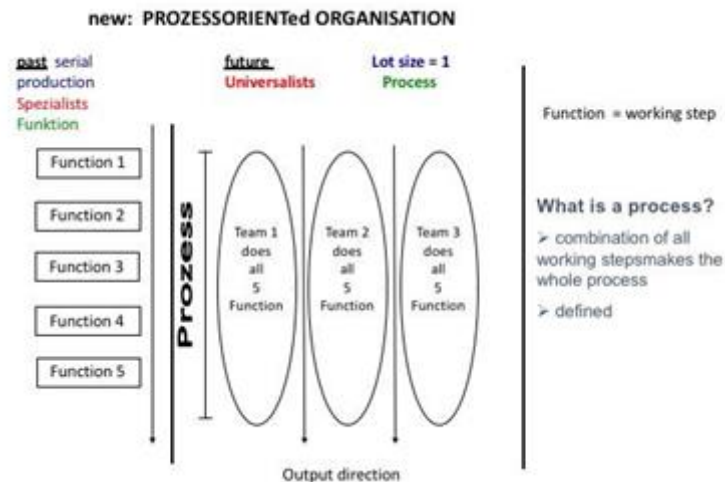 new: PROZESSORIENTed ORGANISATION
past serial
production
Spezialists
Funktion
future
Universalists
Lot size = 1
Process
Function 1
Function 2
Function 3
Function 4
Function 5
Prozess
Team 1
does
all
5
Function
Team 2
does
all
5
Function
Team 3
does
all
5
Function
Output direction
Function = working step
What is a process?
➢ combination of all
working stepsmakes the
whole process
➢ defined